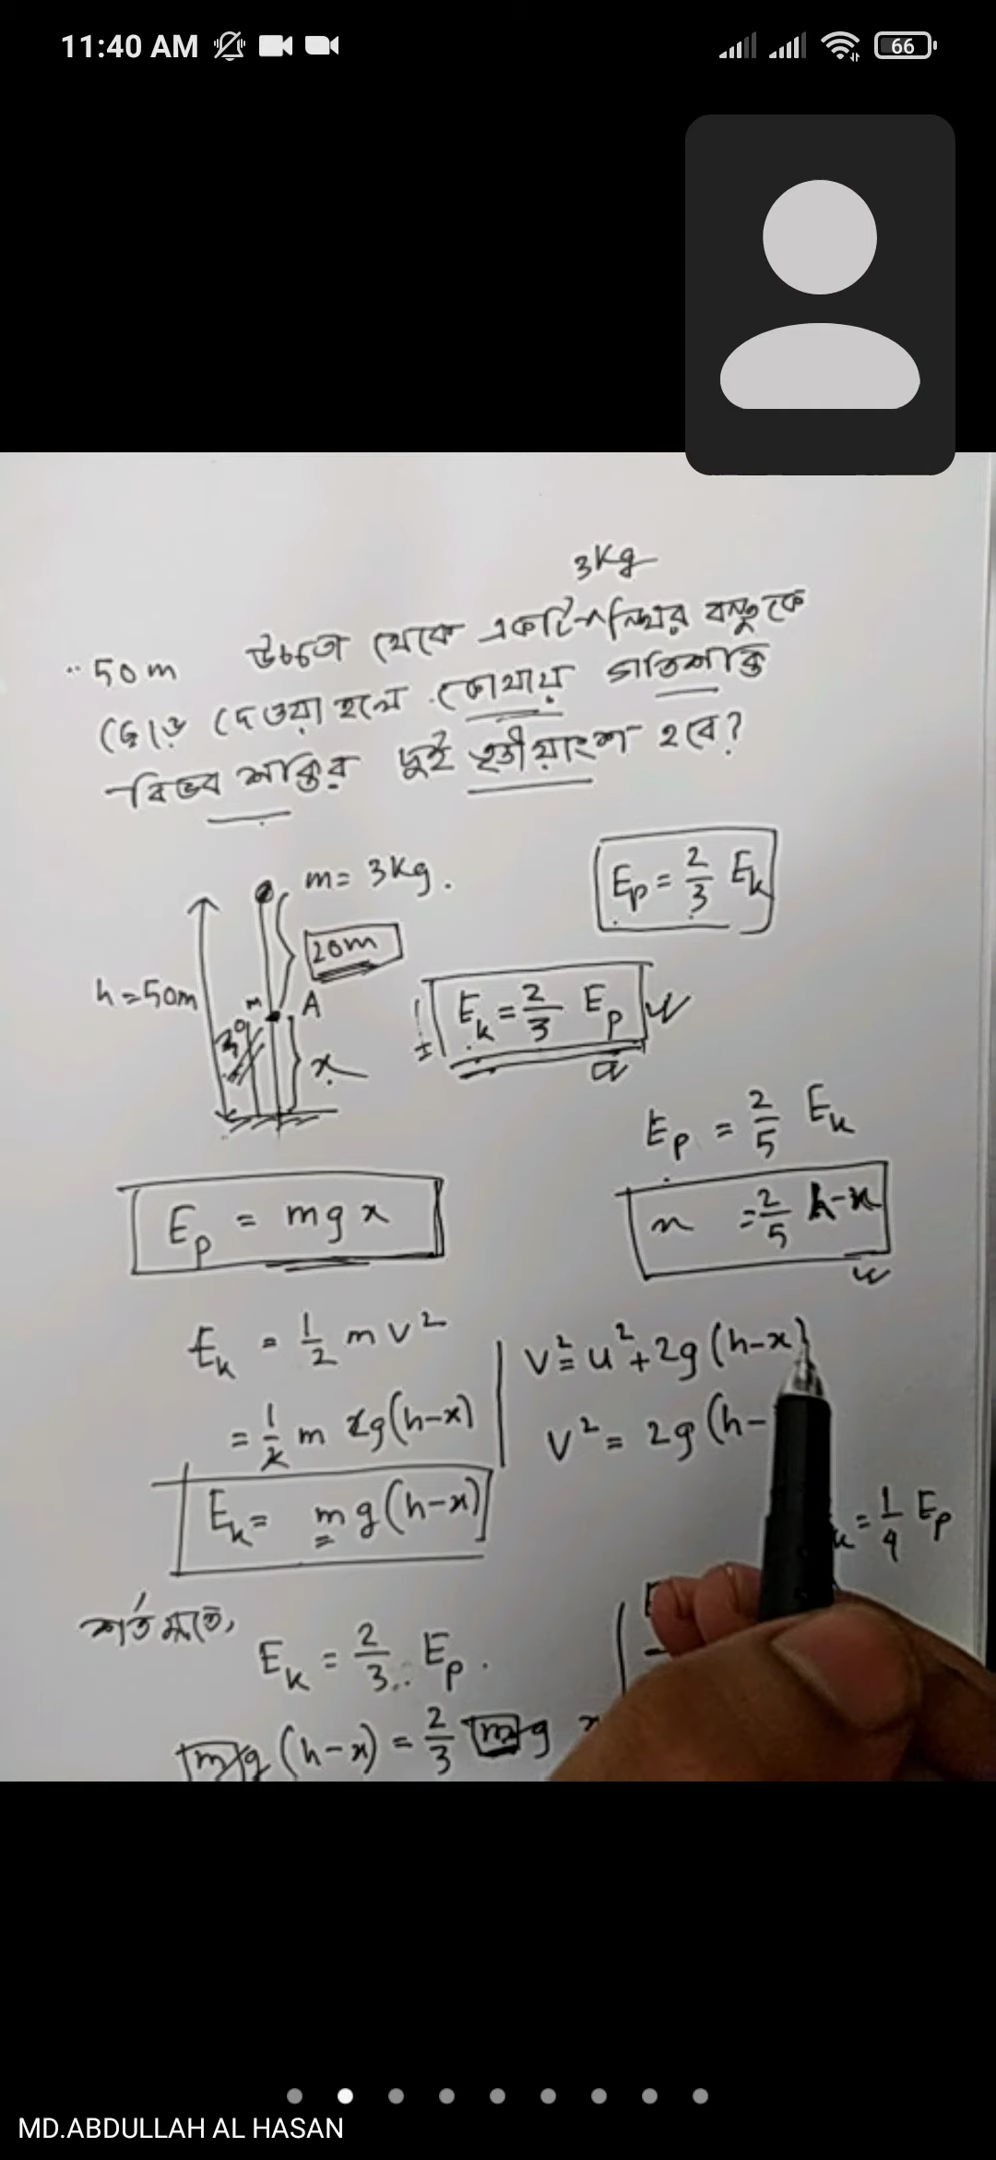 11:40 AM
66
3Kg
50m উচ্চতা থেকে একটি স্থির বস্তুকে
ছেড়ে দেওয়া হলে কোথায় গতিশক্তি
বিভব শক্তির দুই তৃতীয়াংশ হবে?
m = 3Kg.
Ep = 2/3 Ek
20m
h = 50m
m A
30
x
Ek = 2/3 Ep
Ep = 2/5 Ek
Ep = mgx
x = 2/5 h-x
Ek = 1/2 mv²
v² = u² + 2g(h-x)
= 1/2 m 2g(h-x)
v² = 2g(h-
Ek = mg(h-x)
k = 1/4 Ep
শর্ত মতে,
Ek = 2/3 Ep.
mg(h-x) = 2/3 mg x
MD.ABDULLAH AL HASAN